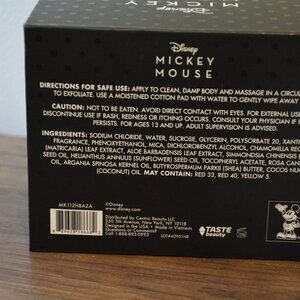 Disney
MICKEY
Disney
MICKEY
MOUSE
DIRECTIONS FOR SAFE USE: APPLY TO CLEAN, DAMP BODY AND MASSAGE IN A CIRCU
TO EXFOLIATE. USE A MOISTENED COTTON PAD WITH WATER TO GENTLY WIPE AWAY
CAUTION: NOT TO BE EATEN. AVOID DIRECT CONTACT WITH EYES. FOR EXTERNAL US
DISCONTINUE USE IF RASH, REDNESS OR ITCHING OCCURS. CONSULT YOUR PHYSICIAN IF
PERSISTS. FOR AGES 13 AND UP. ADULT SUPERVISION IS ADVISED.
INGREDIENTS: SODIUM CHLORIDE, WATER, SUCROSE, GLYCERIN, POLYSORBATE 20, XANTH
FRAGRANCE, PHENOXYETHANOL, MICA, DICHLOROBENZYL ALCOHOL, CHAMOMILLA REC
(MATRICARIA) LEAF EXTRACT, ALOE BARBADENSIS LEAF EXTRACT, SIMMONDSIA CHINENSIS
SEED OIL, HELIANTHUS ANNUUS (SUNFLOWER) SEED OIL, TOCOPHERYL ACETATE, ROSA CAN
OIL, ARGANIA SPINOSA KERNEL OIL, BUTYROSPERMUM PARKII (SHEA) BUTTER, COCOS NU
(COCONUT) OIL MAY CONTAIN: RED 33, RED 40, YELLOW 5.
MK112HBAZA
©Disney
Distributed by Centric Beauty LLC
350 5th Avenue, New York, NY 10118
Designed in the USA • Made in Vietnam
Questions or Comments?
Call 1-888-892-0993
TASTE
beauty